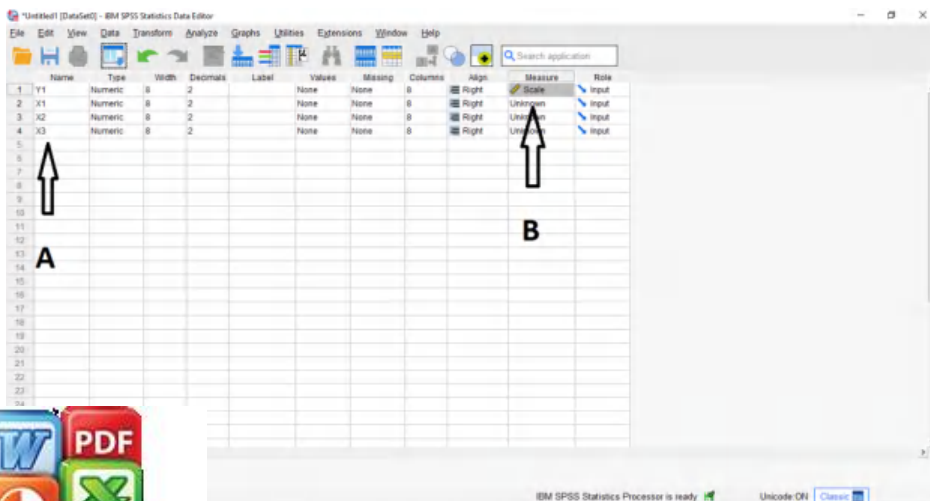 *Untitled1 [DataSet0] - IBM SPSS Statistics Data Editor
File Edit View Data Transform Analyze Graphs Utilities Extensions Window Help
Search application
Name Type Width Decimals Label Values Missing Columns Align Measure Role
1 Y1 Numeric 8 2 None None 8 Right Scale Input
2 X1 Numeric 8 2 None None 8 Right Unknown Input
3 X2 Numeric 8 2 None None 8 Right Unknown Input
4 X3 Numeric 8 2 None None 8 Right Unknown Input
5
6
7
8
9
10
11
12
13
14
15
16
17
18
19
20
21
22
23
24
A
B
W PDF
X
IBM SPSS Statistics Processor is ready Unicode:ON Classic